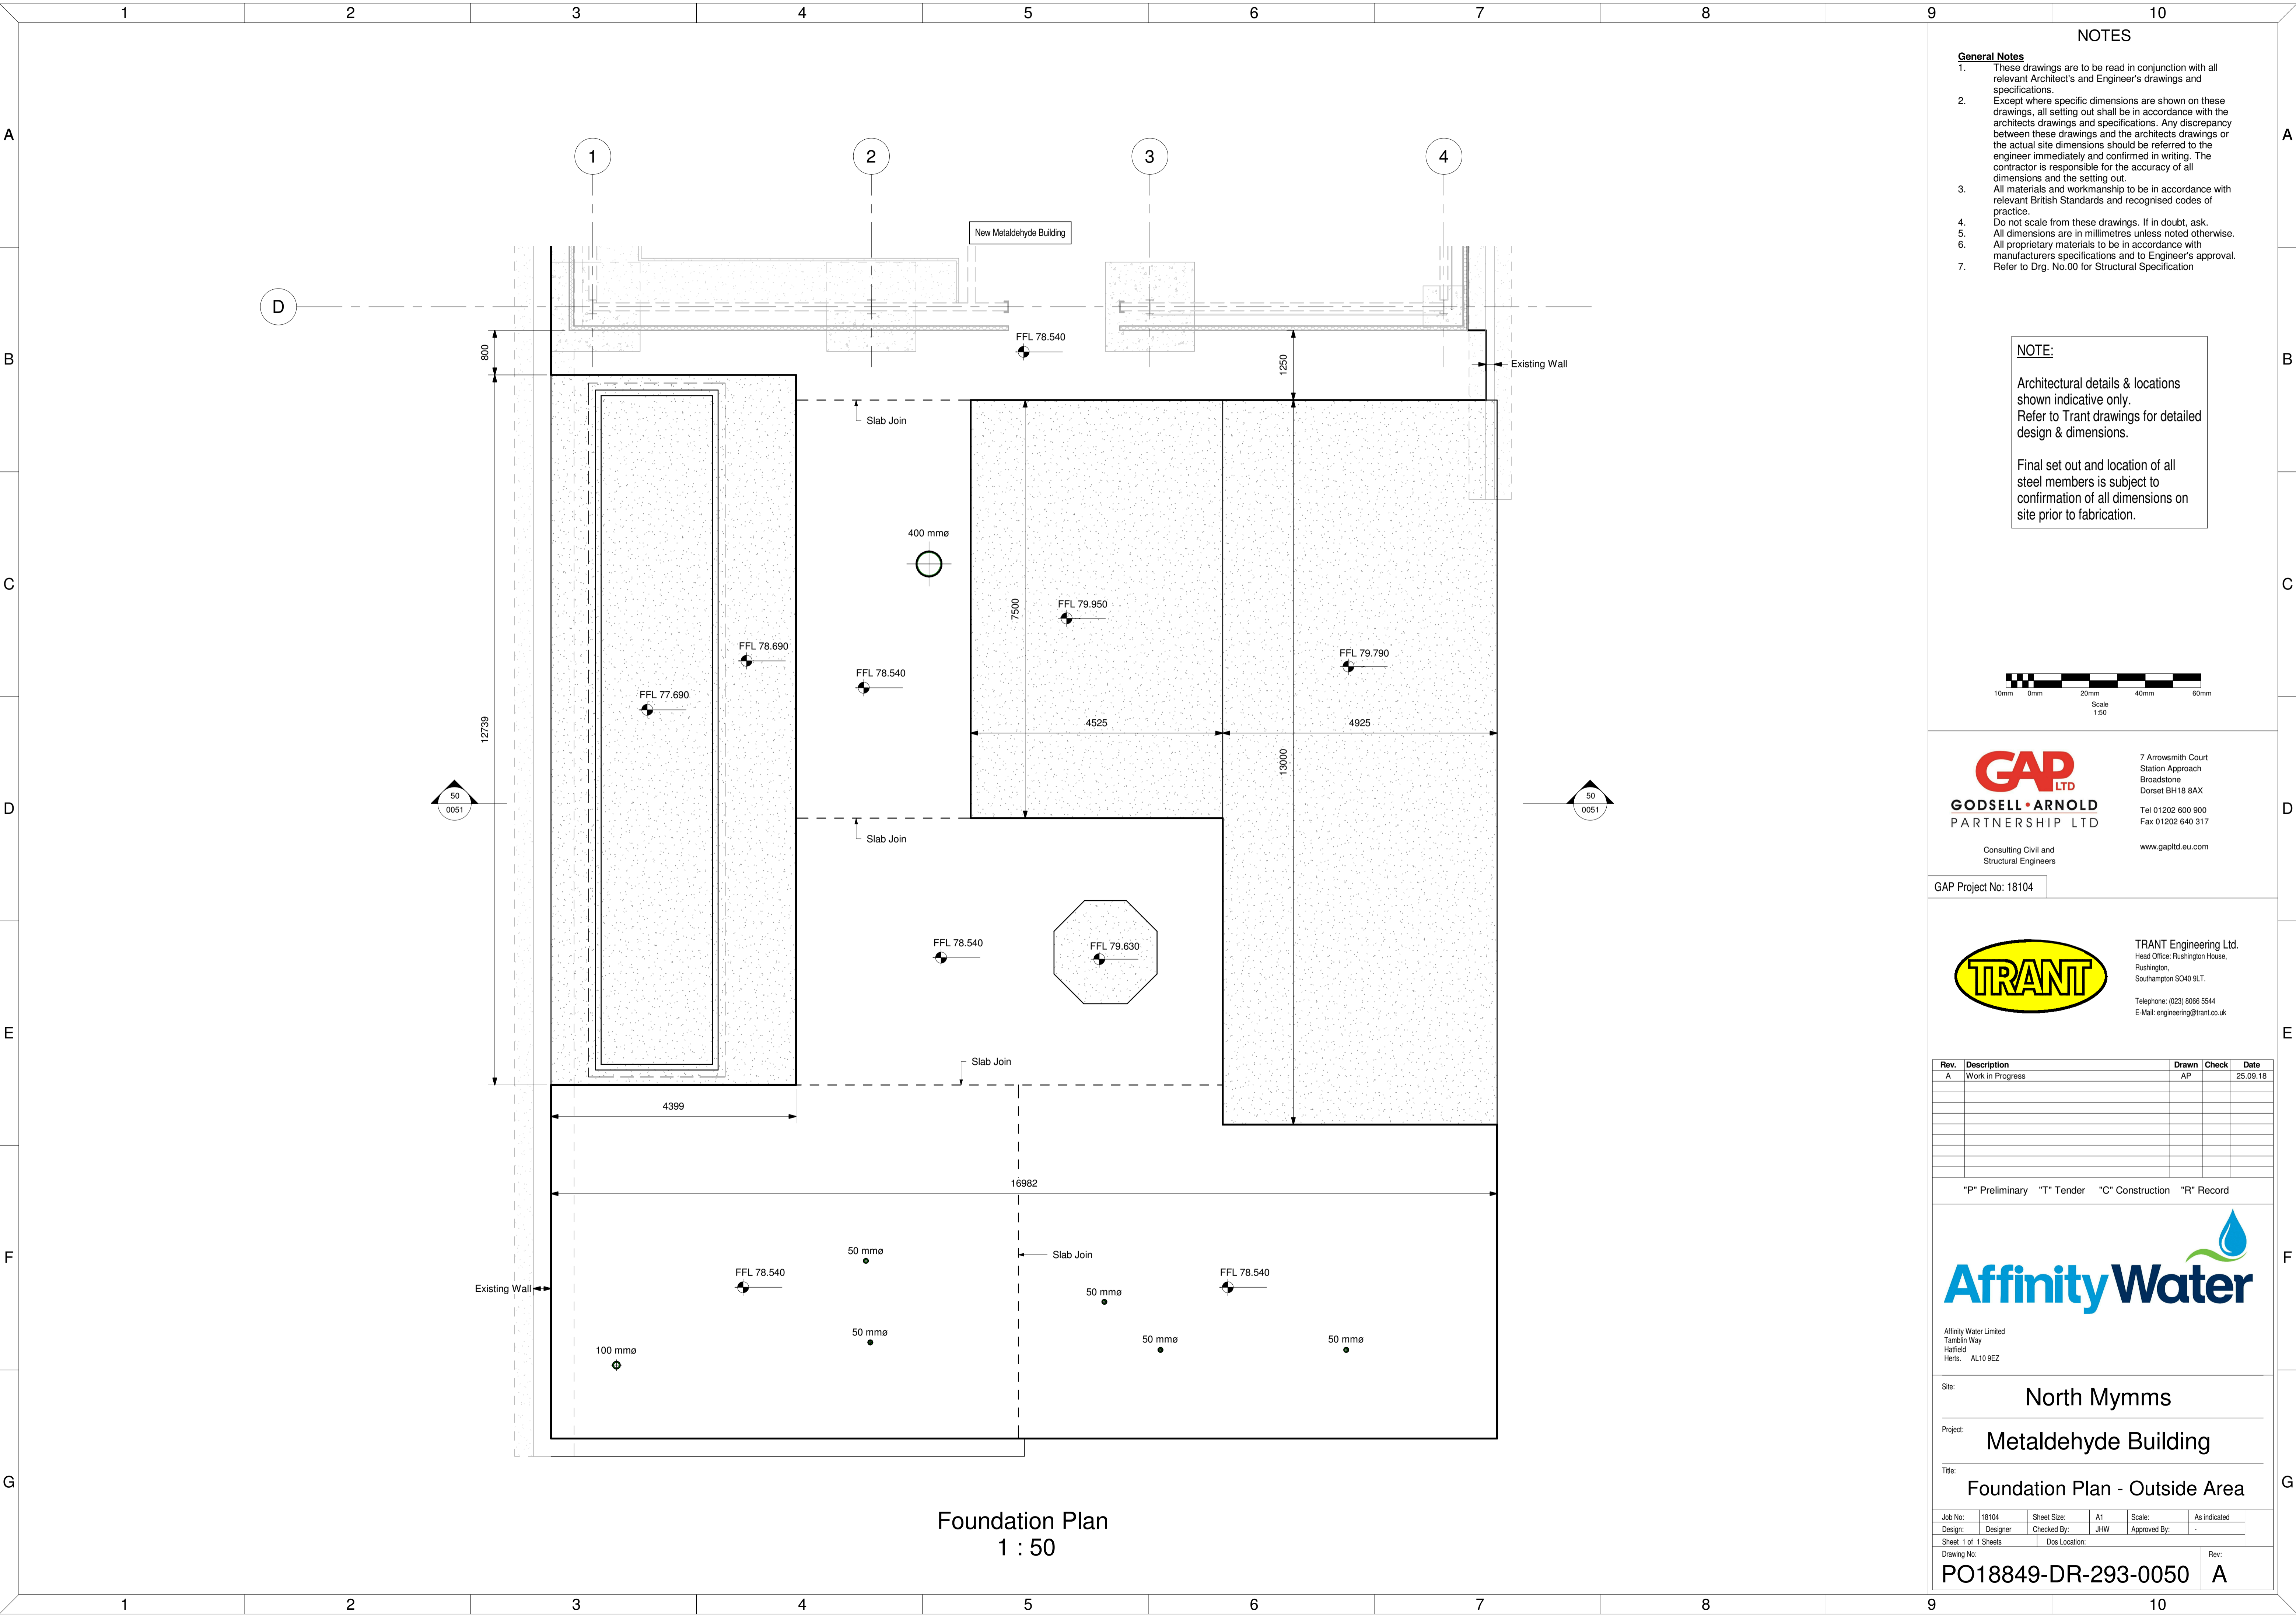 1 2 3 4 5 6 7 8 9 10
A
B
C
D
E
F
G
A
B
C
D
E
F
G
1 2 3 4
D
New Metaldehyde Building
FFL 78.540
800
1250
Existing Wall
Slab Join
400 mmø
7500
FFL 79.950
FFL 78.690
FFL 79.790
FFL 78.540
FFL 77.690
12739
4525
4925
13000
50
0051
50
0051
Slab Join
FFL 78.540
FFL 79.630
Slab Join
4399
16982
50 mmø
Slab Join
FFL 78.540
FFL 78.540
Existing Wall
50 mmø
50 mmø
50 mmø
50 mmø
100 mmø
Foundation Plan
1 : 50
NOTES
General Notes
1. These drawings are to be read in conjunction with all
relevant Architect's and Engineer's drawings and
specifications.
2. Except where specific dimensions are shown on these
drawings, all setting out shall be in accordance with the
architects drawings and specifications. Any discrepancy
between these drawings and the architects drawings or
the actual site dimensions should be referred to the
engineer immediately and confirmed in writing. The
contractor is responsible for the accuracy of all
dimensions and the setting out.
3. All materials and workmanship to be in accordance with
relevant British Standards and recognised codes of
practice.
4. Do not scale from these drawings. If in doubt, ask.
5. All dimensions are in millimetres unless noted otherwise.
6. All proprietary materials to be in accordance with
manufacturers specifications and to Engineer's approval.
7. Refer to Drg. No.00 for Structural Specification
NOTE:
Architectural details & locations
shown indicative only.
Refer to Trant drawings for detailed
design & dimensions.
Final set out and location of all
steel members is subject to
confirmation of all dimensions on
site prior to fabrication.
10mm 0mm 20mm 40mm 60mm
Scale
1:50
GAP LTD
GODSELL • ARNOLD
PARTNERSHIP LTD
Consulting Civil and
Structural Engineers
7 Arrowsmith Court
Station Approach
Broadstone
Dorset BH18 8AX
Tel 01202 600 900
Fax 01202 640 317
www.gapltd.eu.com
GAP Project No: 18104
TRANT
TRANT Engineering Ltd.
Head Office: Rushington House,
Rushington,
Southampton SO40 9LT.
Telephone: (023) 8066 5544
E-Mail: engineering@trant.co.uk
Rev. Description Drawn Check Date
A Work in Progress AP 25.09.18
"P" Preliminary "T" Tender "C" Construction "R" Record
Affinity Water
Affinity Water Limited
Tamblin Way
Hatfield
Herts. AL10 9EZ
Site:
North Mymms
Project:
Metaldehyde Building
Title:
Foundation Plan - Outside Area
Job No: 18104 Sheet Size: A1 Scale: As indicated
Design: Designer Checked By: JHW Approved By: -
Sheet 1 of 1 Sheets Dos Location:
Drawing No: Rev:
PO18849-DR-293-0050 A
1 2 3 4 5 6 7 8 9 10